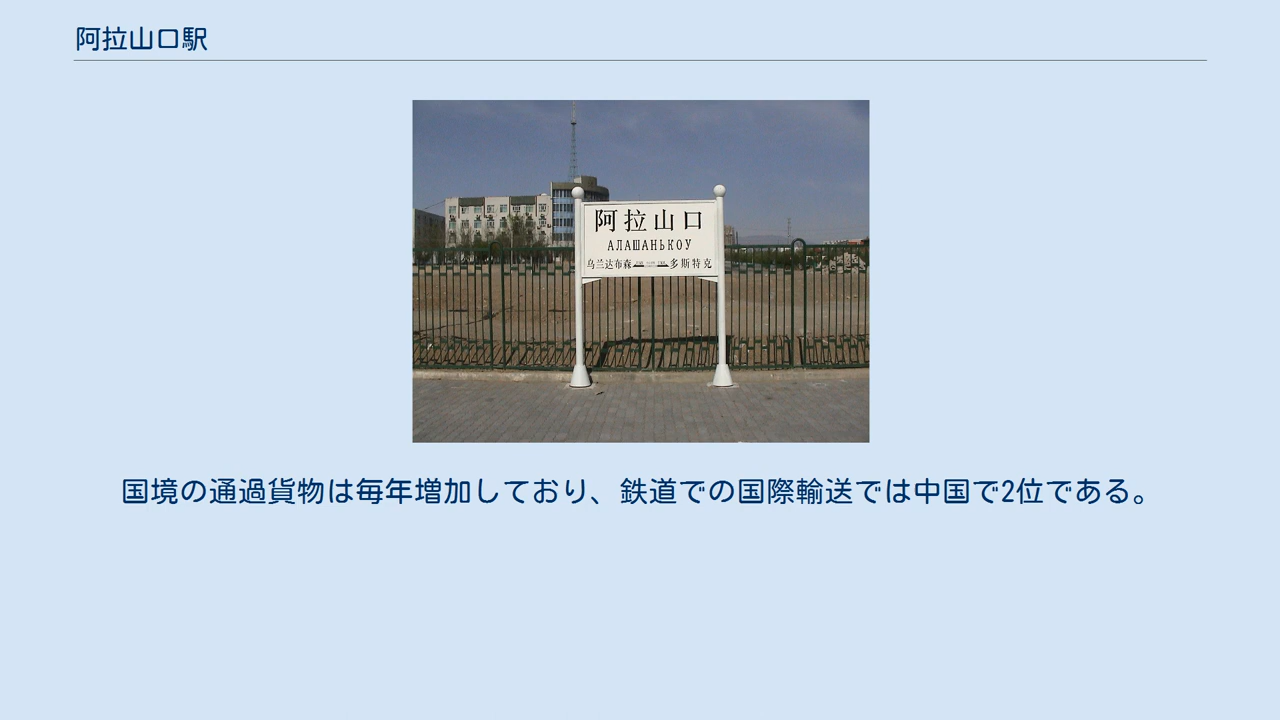 阿拉山口駅
阿拉山口
АЛАШАНЬКОУ
乌兰达布森 多斯特克
国境の通過貨物は毎年増加しており、鉄道での国際輸送では中国で2位である。